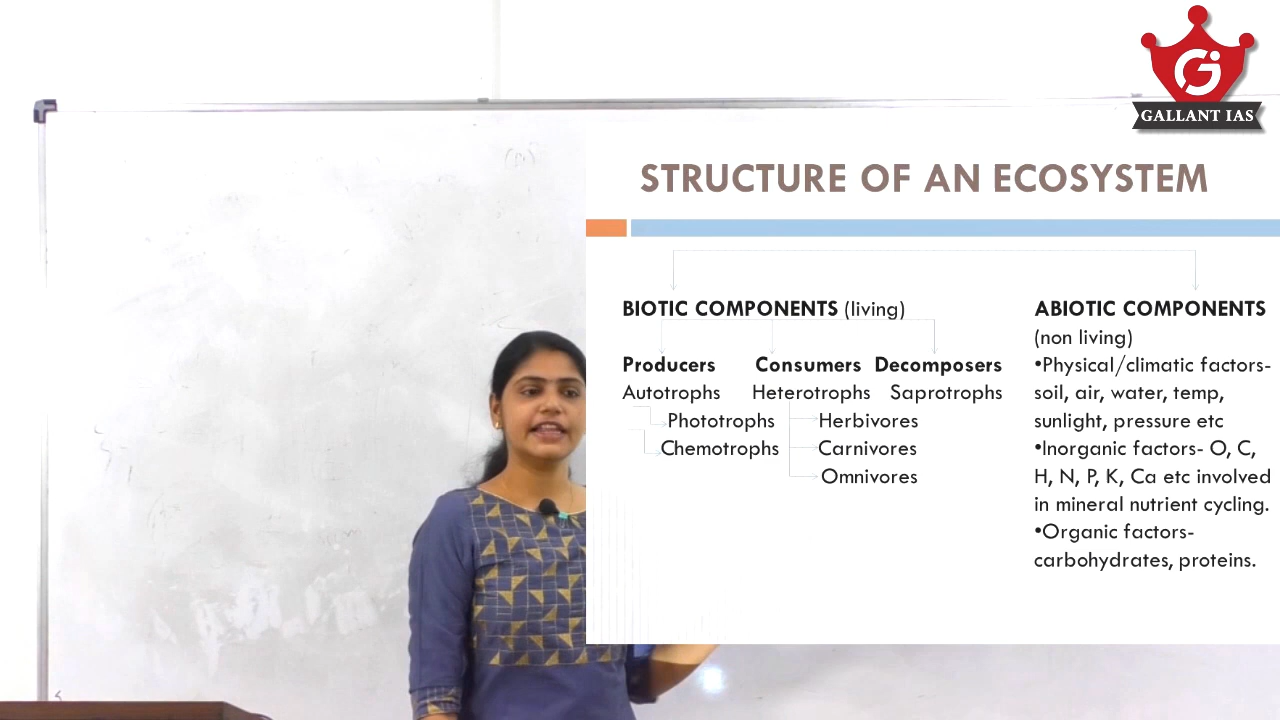 GALLANT IAS
STRUCTURE OF AN ECOSYSTEM
BIOTIC COMPONENTS (living)
Producers Consumers Decomposers
Autotrophs Heterotrophs Saprotrophs
Phototrophs Herbivores
Chemotrophs Carnivores
Omnivores
ABIOTIC COMPONENTS
(non living)
•Physical/climatic factors-
soil, air, water, temp,
sunlight, pressure etc
•Inorganic factors- O, C,
H, N, P, K, Ca etc involved
in mineral nutrient cycling.
•Organic factors-
carbohydrates, proteins.